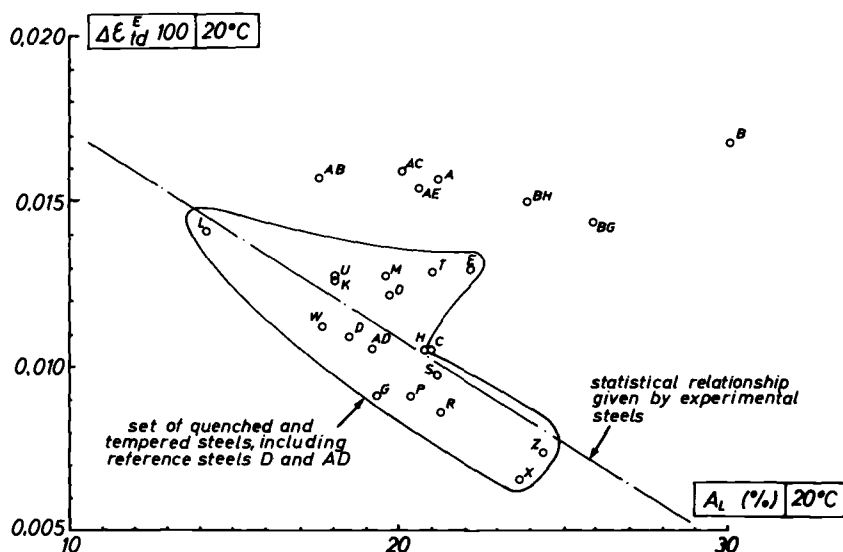 0,020
Δε E td 100 20°C
B
AB
AC
A
AE
BH
BG
0.015
L
U
K
M
O
T
E
W
D
AD
H
C
S
0.010
G
P
R
Z
X
statistical relationship
given by experimental
steels
set of quenched and
tempered steels, including
reference steels D and AD
A_L (%) 20°C
0.005
10
20
30